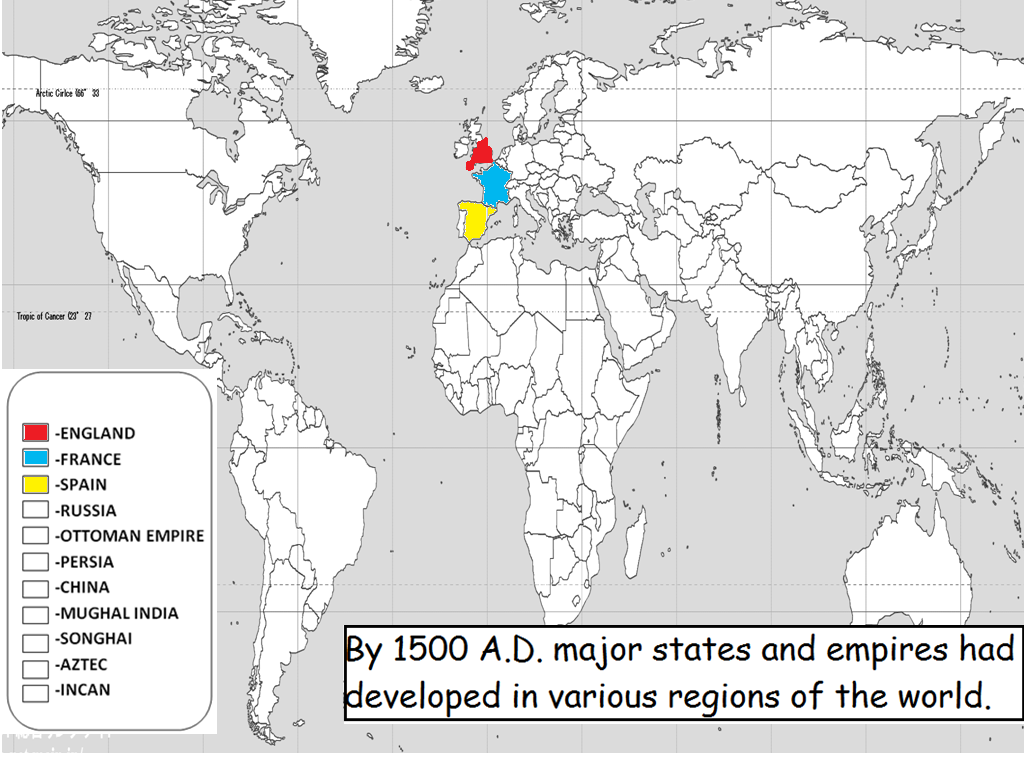 Arctic Cirlce (66° 33
Tropic of Cancer (23° 27
-ENGLAND
-FRANCE
-SPAIN
-RUSSIA
-OTTOMAN EMPIRE
-PERSIA
-CHINA
-MUGHAL INDIA
-SONGHAI
-AZTEC
-INCAN
By 1500 A.D. major states and empires had
developed in various regions of the world.